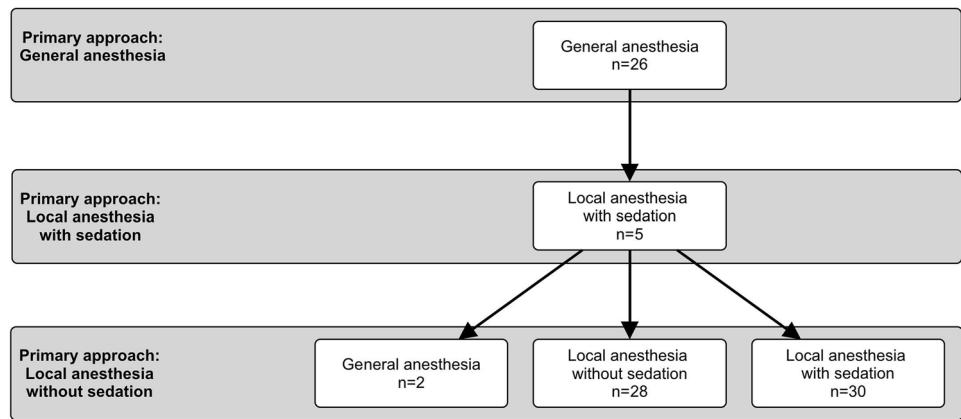 Primary approach:
General anesthesia
General anesthesia
n=26
Primary approach:
Local anesthesia
with sedation
Local anesthesia
with sedation
n=5
Primary approach:
Local anesthesia
without sedation
General anesthesia
n=2
Local anesthesia
without sedation
n=28
Local anesthesia
with sedation
n=30